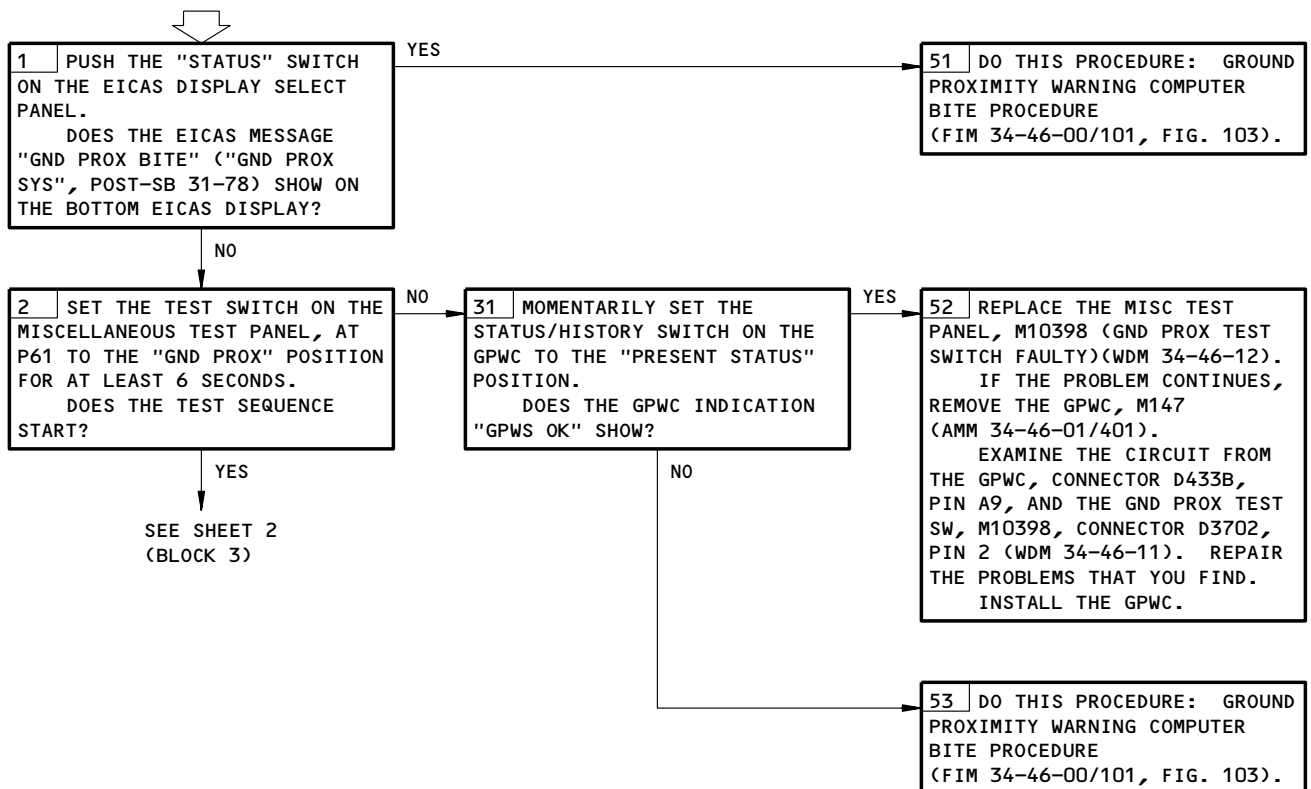 1 PUSH THE "STATUS" SWITCH
ON THE EICAS DISPLAY SELECT
PANEL.
DOES THE EICAS MESSAGE
"GND PROX BITE" ("GND PROX
SYS", POST-SB 31-78) SHOW ON
THE BOTTOM EICAS DISPLAY?
YES
51 DO THIS PROCEDURE: GROUND
PROXIMITY WARNING COMPUTER
BITE PROCEDURE
(FIM 34-46-00/101, FIG. 103).
NO
2 SET THE TEST SWITCH ON THE
MISCELLANEOUS TEST PANEL, AT
P61 TO THE "GND PROX" POSITION
FOR AT LEAST 6 SECONDS.
DOES THE TEST SEQUENCE
START?
NO
31 MOMENTARILY SET THE
STATUS/HISTORY SWITCH ON THE
GPWC TO THE "PRESENT STATUS"
POSITION.
DOES THE GPWC INDICATION
"GPWS OK" SHOW?
YES
52 REPLACE THE MISC TEST
PANEL, M10398 (GND PROX TEST
SWITCH FAULTY)(WDM 34-46-12).
IF THE PROBLEM CONTINUES,
REMOVE THE GPWC, M147
(AMM 34-46-01/401).
EXAMINE THE CIRCUIT FROM
THE GPWC, CONNECTOR D433B,
PIN A9, AND THE GND PROX TEST
SW, M10398, CONNECTOR D3702,
PIN 2 (WDM 34-46-11). REPAIR
THE PROBLEMS THAT YOU FIND.
INSTALL THE GPWC.
YES
SEE SHEET 2
(BLOCK 3)
NO
53 DO THIS PROCEDURE: GROUND
PROXIMITY WARNING COMPUTER
BITE PROCEDURE
(FIM 34-46-00/101, FIG. 103).